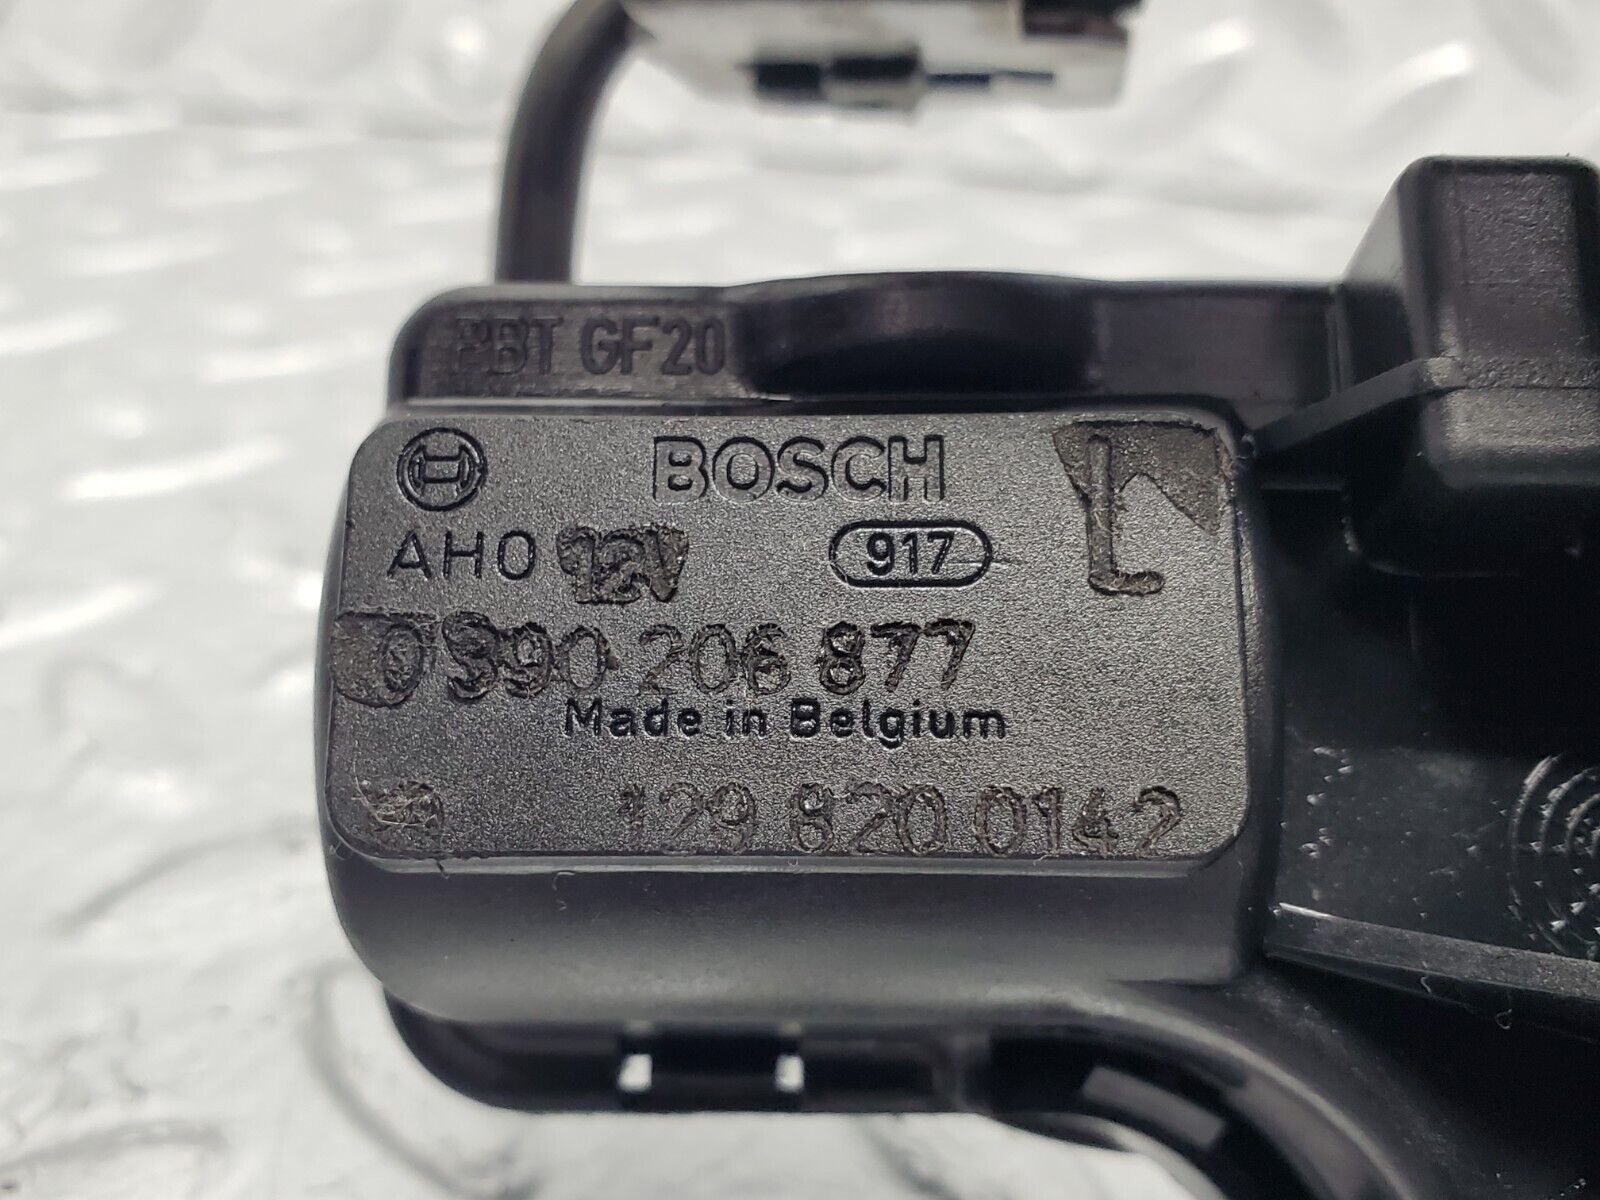 PBT GF20
BOSCH L
AHO 12V 917
0390 206 877
Made in Belgium
129 820 0142